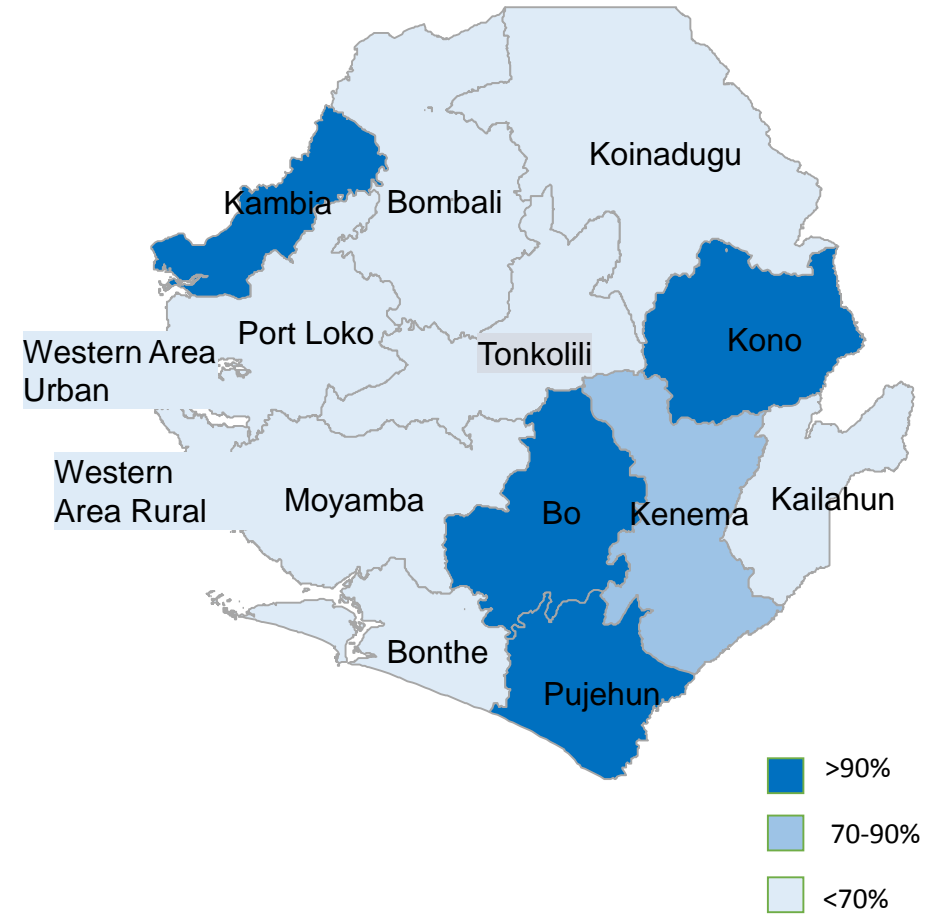 Koinadugu
Kambia
Bombali
Port Loko
Kono
Western Area
Urban
Tonkolili
Western
Area Rural
Moyamba
Bo
Kenema
Kailahun
Bonthe
Pujehun
>90%
70-90%
<70%